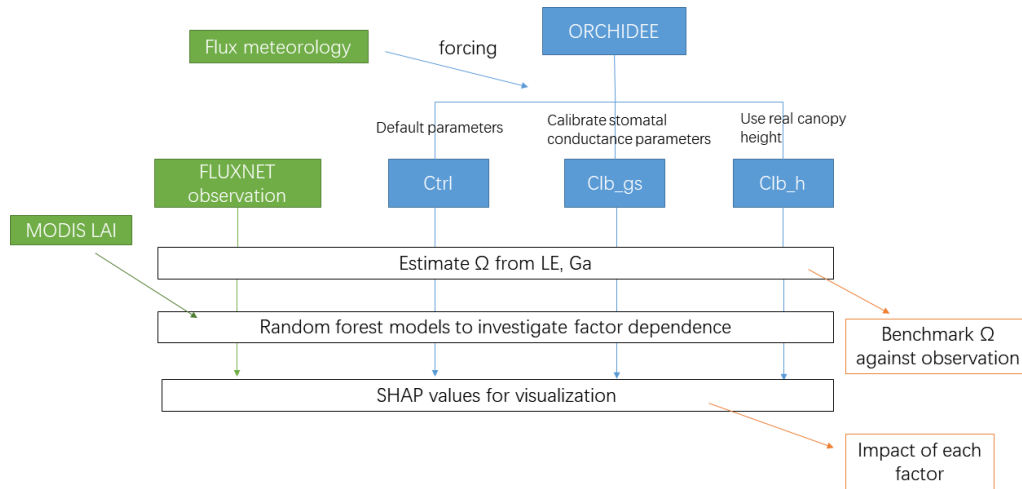 ORCHIDEE
Flux meteorology
forcing
Default parameters
Calibrate stomatal
conductance parameters
Use real canopy
height
FLUXNET
observation
Ctrl
Clb_gs
Clb_h
MODIS LAI
Estimate Ω from LE, Ga
Random forest models to investigate factor dependence
Benchmark Ω
against observation
SHAP values for visualization
Impact of each
factor